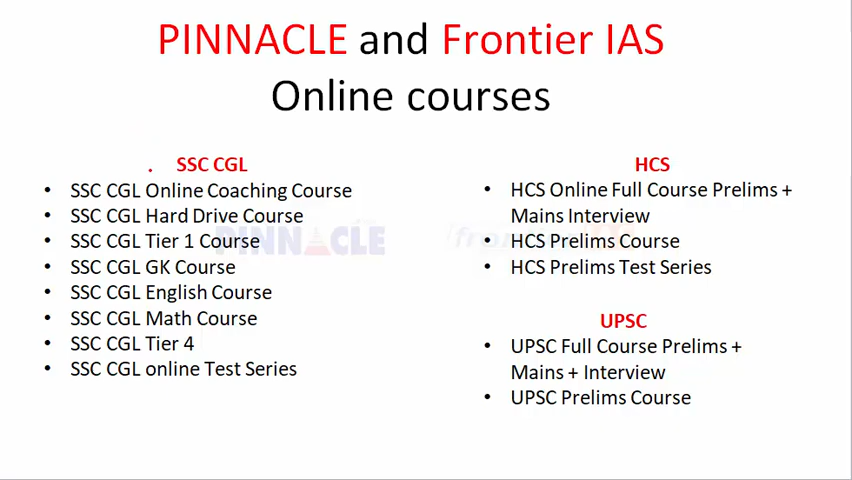 PINNACLE and Frontier IAS
Online courses
. SSC CGL
• SSC CGL Online Coaching Course
• SSC CGL Hard Drive Course
• SSC CGL Tier 1 Course
• SSC CGL GK Course
• SSC CGL English Course
• SSC CGL Math Course
• SSC CGL Tier 4
• SSC CGL online Test Series
HCS
• HCS Online Full Course Prelims +
Mains Interview
• HCS Prelims Course
• HCS Prelims Test Series
UPSC
• UPSC Full Course Prelims +
Mains + Interview
• UPSC Prelims Course
PINNACLE